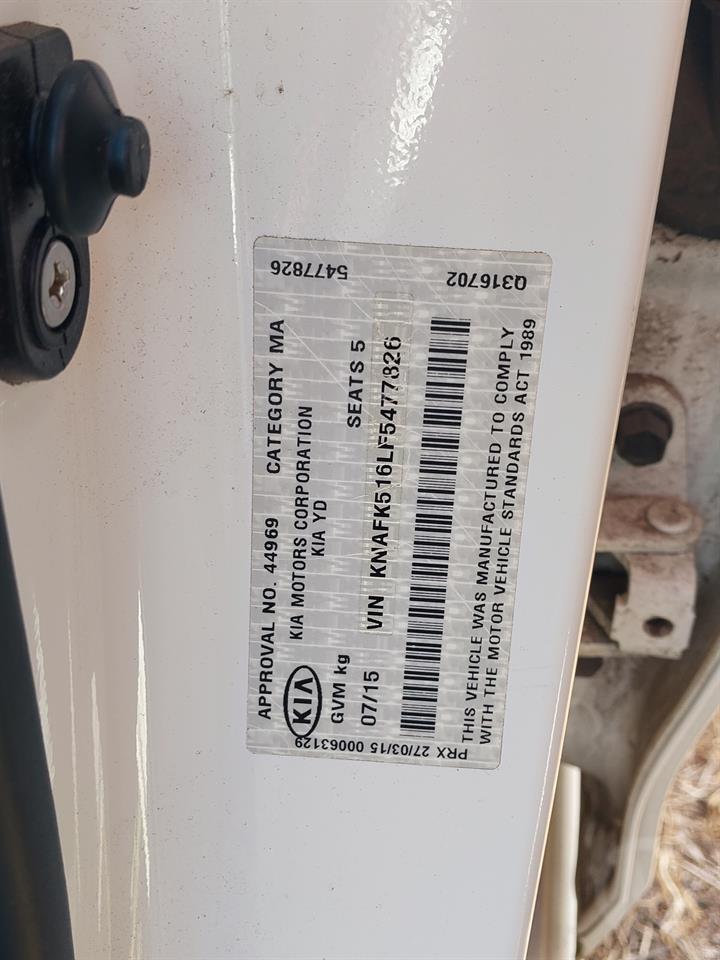 APPROVAL NO. 44969 CATEGORY MA
KIA MOTORS CORPORATION
KIA YD
KIA
GVM kg SEATS 5
07/15 VIN KNAFK516LF5477826
THIS VEHICLE WAS MANUFACTURED TO COMPLY
WITH THE MOTOR VEHICLE STANDARDS ACT 1989
5477826
Q316702
PRX 27/03/15 00063129